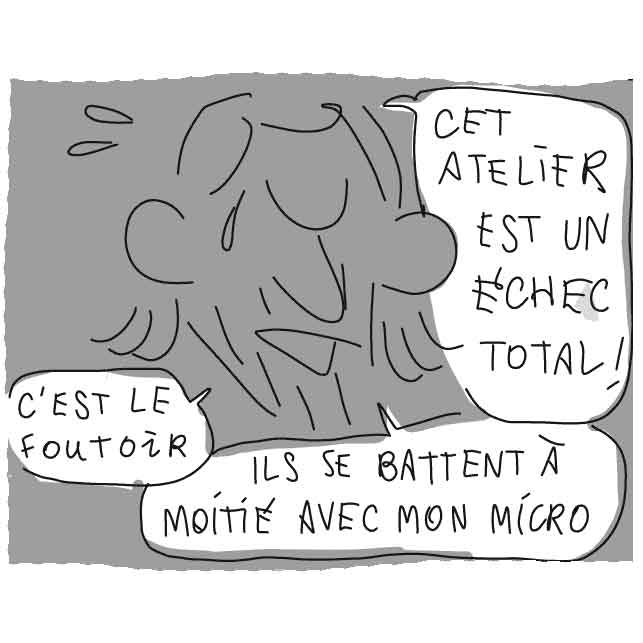 CET
ATELIER
EST UN
ÉCHEC
TOTAL!
C'EST LE
FOUTOIR
ILS SE BATTENT À
MOITIÉ AVEC MON MICRO